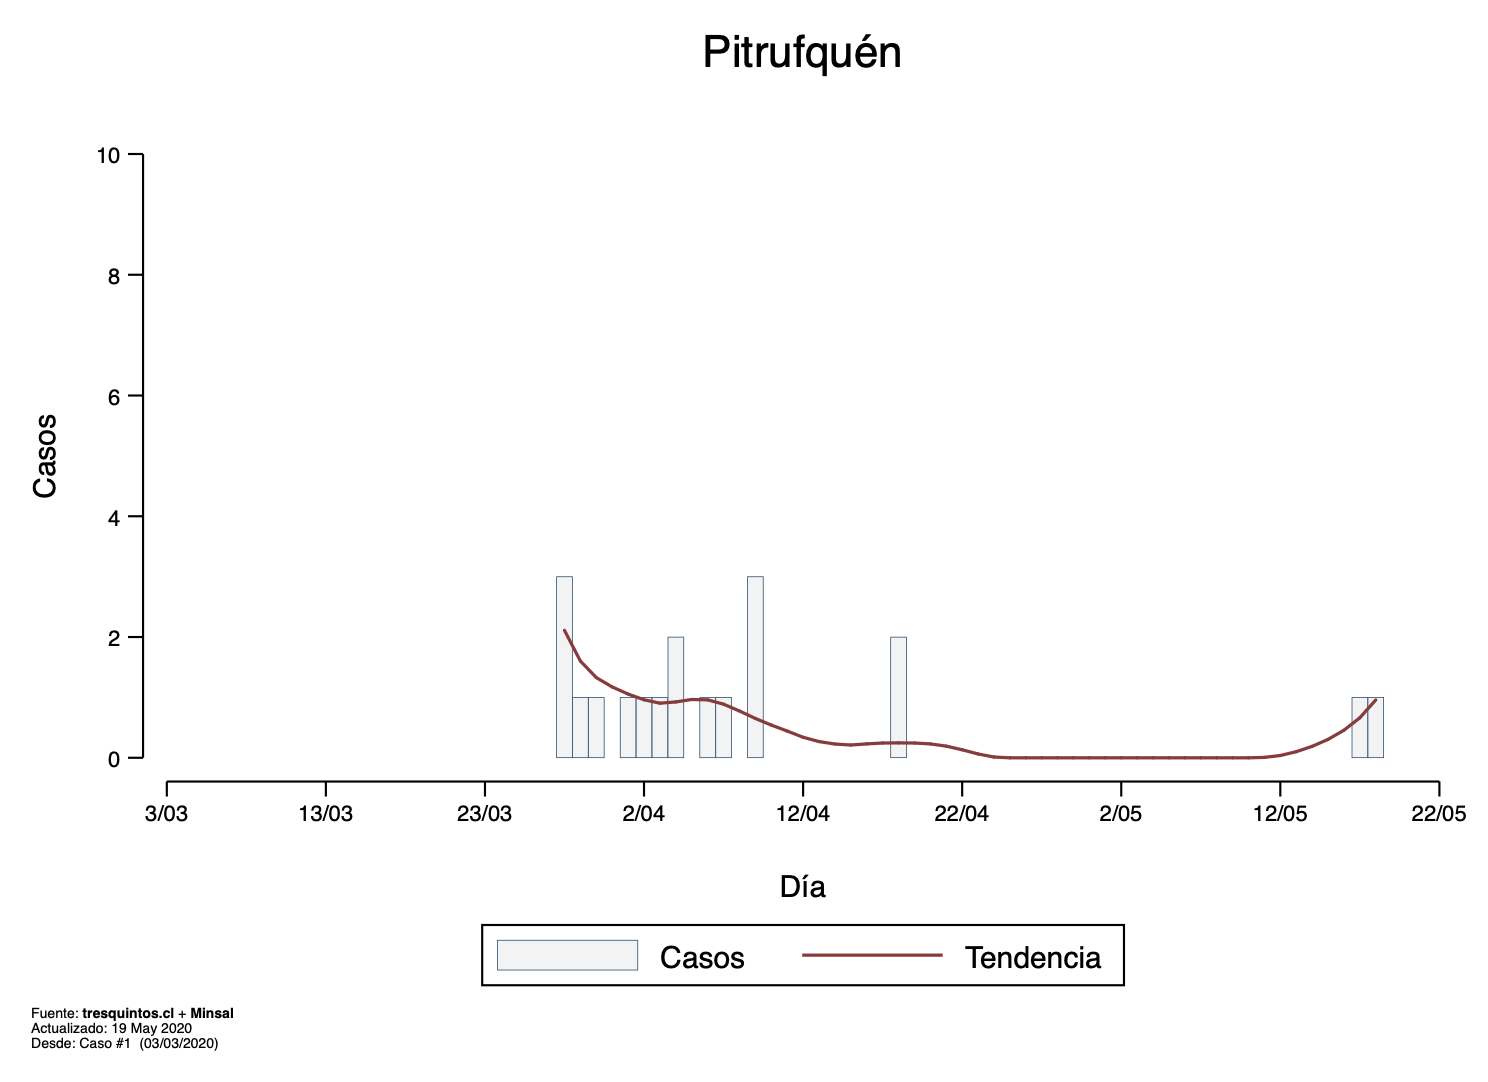 Pitrufquén
10
8
6
4
2
0
Casos
3/03 13/03 23/03 2/04 12/04 22/04 2/05 12/05 22/05
Día
Casos Tendencia
Fuente: tresquintos.cl + Minsal
Actualizado: 19 May 2020
Desde: Caso #1 (03/03/2020)